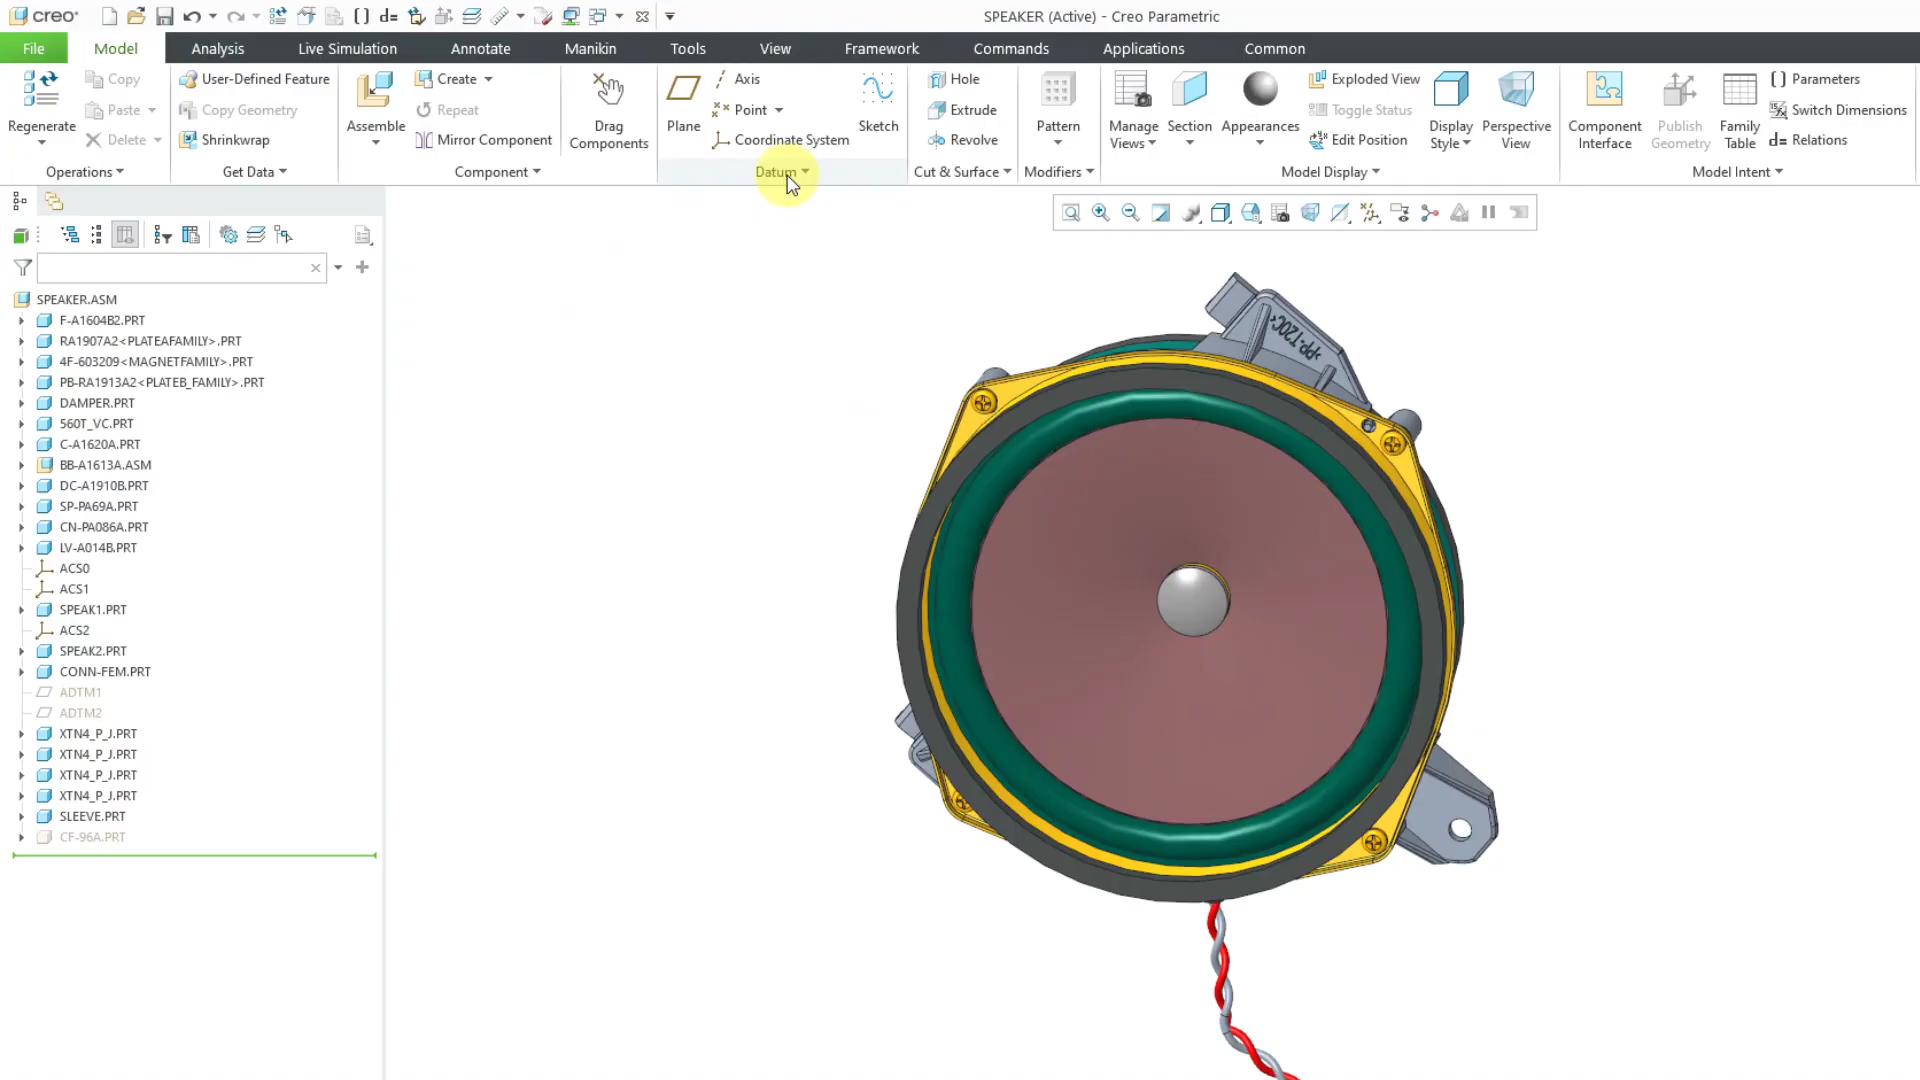 creo
d=
SPEAKER (Active) - Creo Parametric
File
Model
Analysis
Live Simulation
Annotate
Manikin
Tools
View
Framework
Commands
Applications
Common
Regenerate
Copy
Paste
Delete
Operations
User-Defined Feature
Copy Geometry
Shrinkwrap
Get Data
Assemble
Create
Repeat
Mirror Component
Component
Drag
Components
Plane
Axis
Point
Coordinate System
Sketch
Datum
Hole
Extrude
Revolve
Cut & Surface
Pattern
Modifiers
Manage
Views
Section
Appearances
Exploded View
Toggle Status
Edit Position
Display
Style
Perspective
View
Model Display
Component
Interface
Publish
Geometry
Family
Table
Parameters
Switch Dimensions
d= Relations
Model Intent
SPEAKER.ASM
F-A1604B2.PRT
RA1907A2<PLATEAFAMILY>.PRT
4F-603209<MAGNETFAMILY>.PRT
PB-RA1913A2<PLATEB_FAMILY>.PRT
DAMPER.PRT
560T_VC.PRT
C-A1620A.PRT
BB-A1613A.ASM
DC-A1910B.PRT
SP-PA69A.PRT
CN-PA086A.PRT
LV-A014B.PRT
ACS0
ACS1
SPEAK1.PRT
ACS2
SPEAK2.PRT
CONN-FEM.PRT
ADTM1
ADTM2
XTN4_P_J.PRT
XTN4_P_J.PRT
XTN4_P_J.PRT
XTN4_P_J.PRT
SLEEVE.PRT
CF-96A.PRT
>PP-T20C<